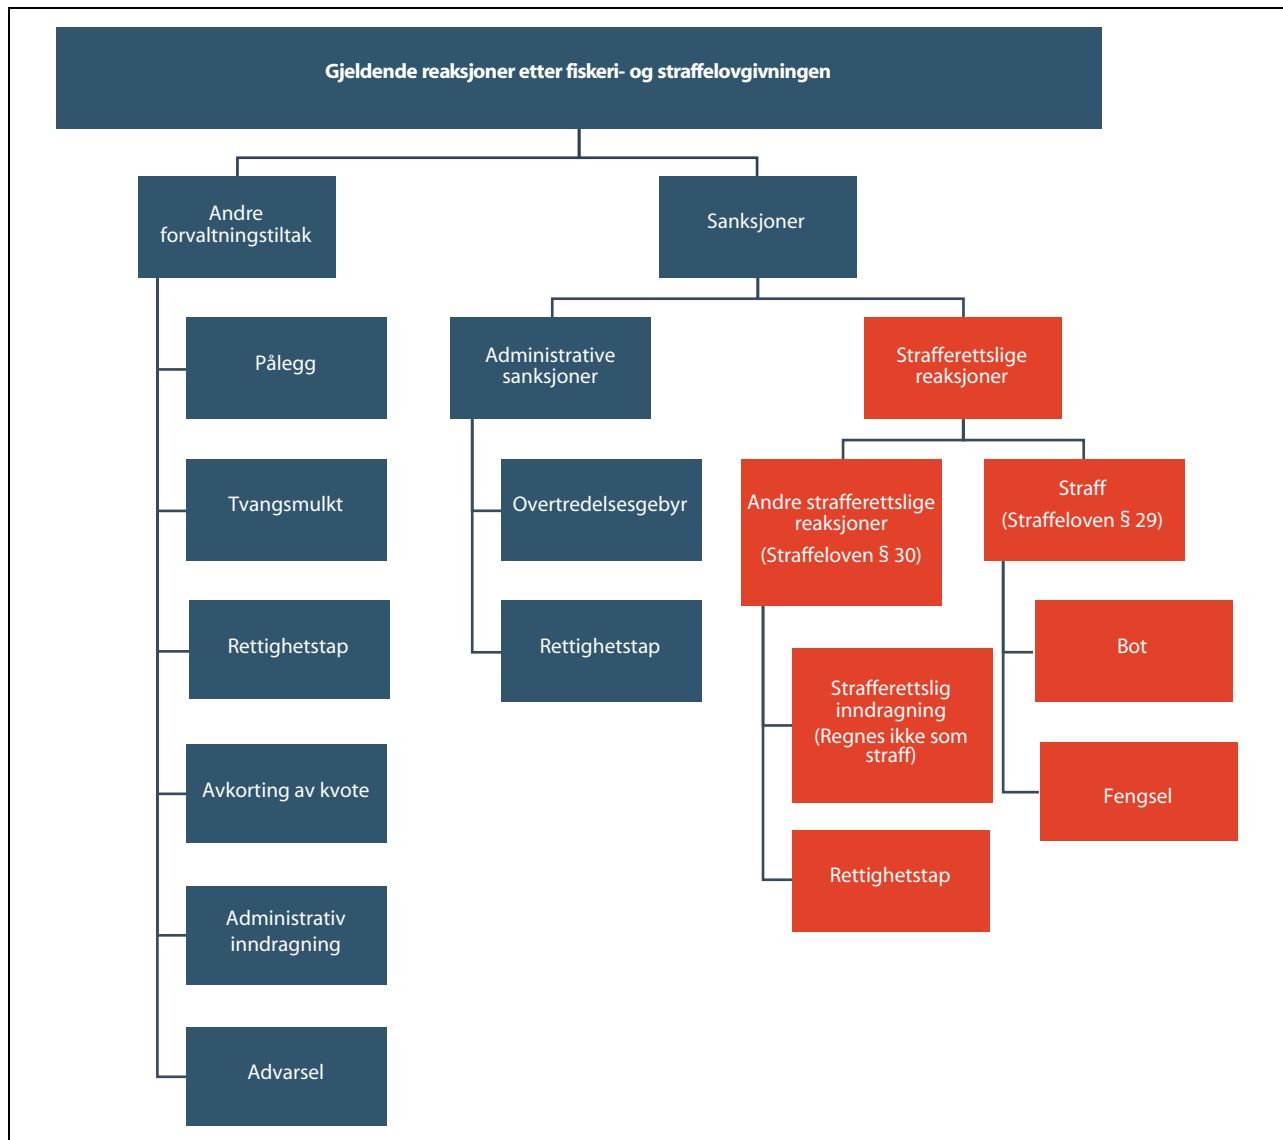 Gjeldende reaksjoner etter fiskeri- og straffelovgivningen
Andre
forvaltningstiltak
Sanksjoner
Pålegg
Tvangsmulkt
Rettighetstap
Avkorting av kvote
Administrativ
inndragning
Advarsel
Administrative
sanksjoner
Overtredelsesgebyr
Rettighetstap
Strafferettslige
reaksjoner
Andre strafferettslige
reaksjoner
(Straffeloven § 30)
Strafferettslig
inndragning
(Regnes ikke som
straff)
Rettighetstap
Straff
(Straffeloven § 29)
Bot
Fengsel